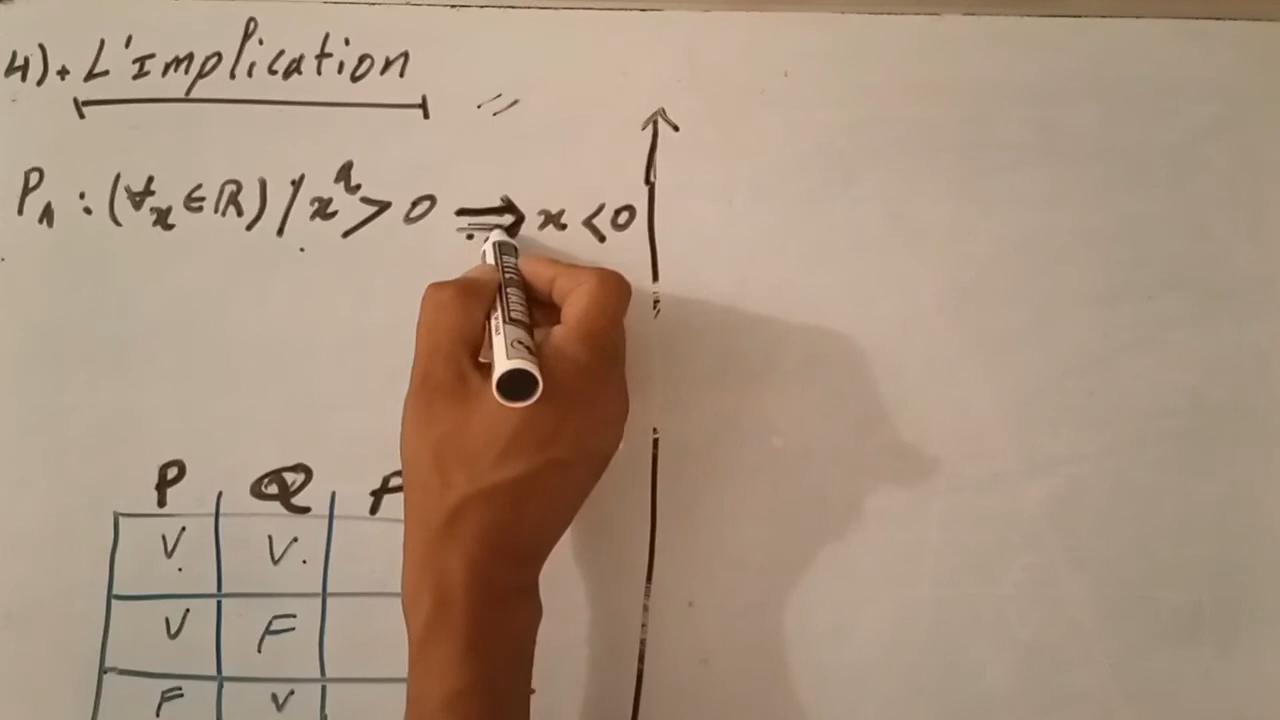 4). L'Implication
P₁ : (∀x ∈ ℝ) / x² > 0 ⟹ x < 0
P Q P
V V.
V F
F V